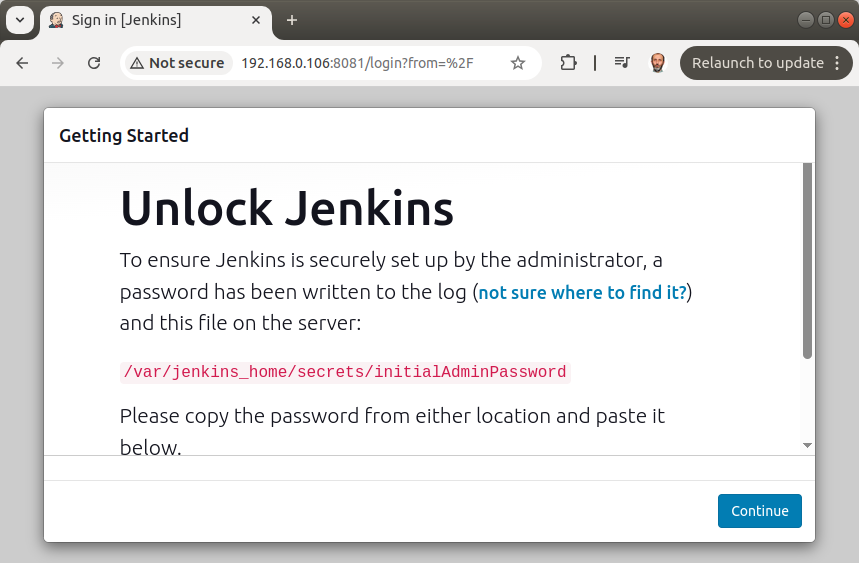 Sign in [Jenkins]
Not secure 192.168.0.106:8081/login?from=%2F Relaunch to update
Getting Started
Unlock Jenkins
To ensure Jenkins is securely set up by the administrator, a
password has been written to the log (not sure where to find it?)
and this file on the server:
/var/jenkins_home/secrets/initialAdminPassword
Please copy the password from either location and paste it
below.
Continue